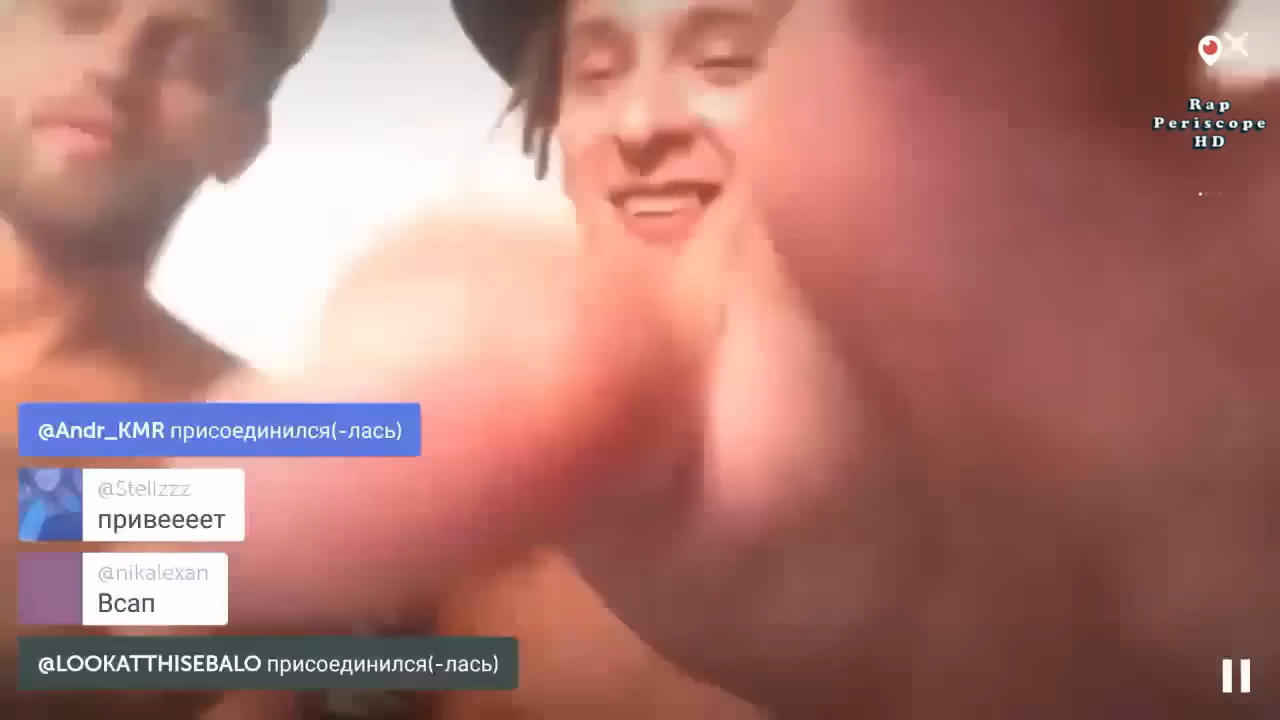 Rap
Periscope
HD
@Andr_KMR присоединился(-лась)
@Stellzzz
привеееет
@nikalexan
Всап
@LOOKATTHISEBALO присоединился(-лась)